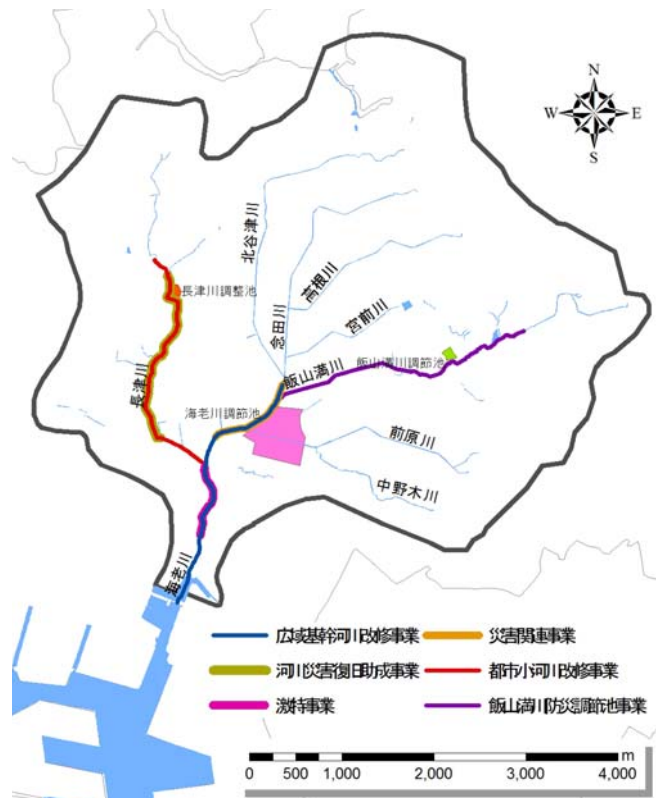 N
W
E
S
北谷津川
高根川
念田川
宮前川
長津川調整池
飯山満川
飯山満川調節池
長津川
海老川調節池
前原川
中野木川
海老川
広域基幹河川改修事業
災害関連事業
河川災害復旧助成事業
都市小河川改修事業
激特事業
飯山満川防災調節池事業
m
0 500 1,000 2,000 3,000 4,000